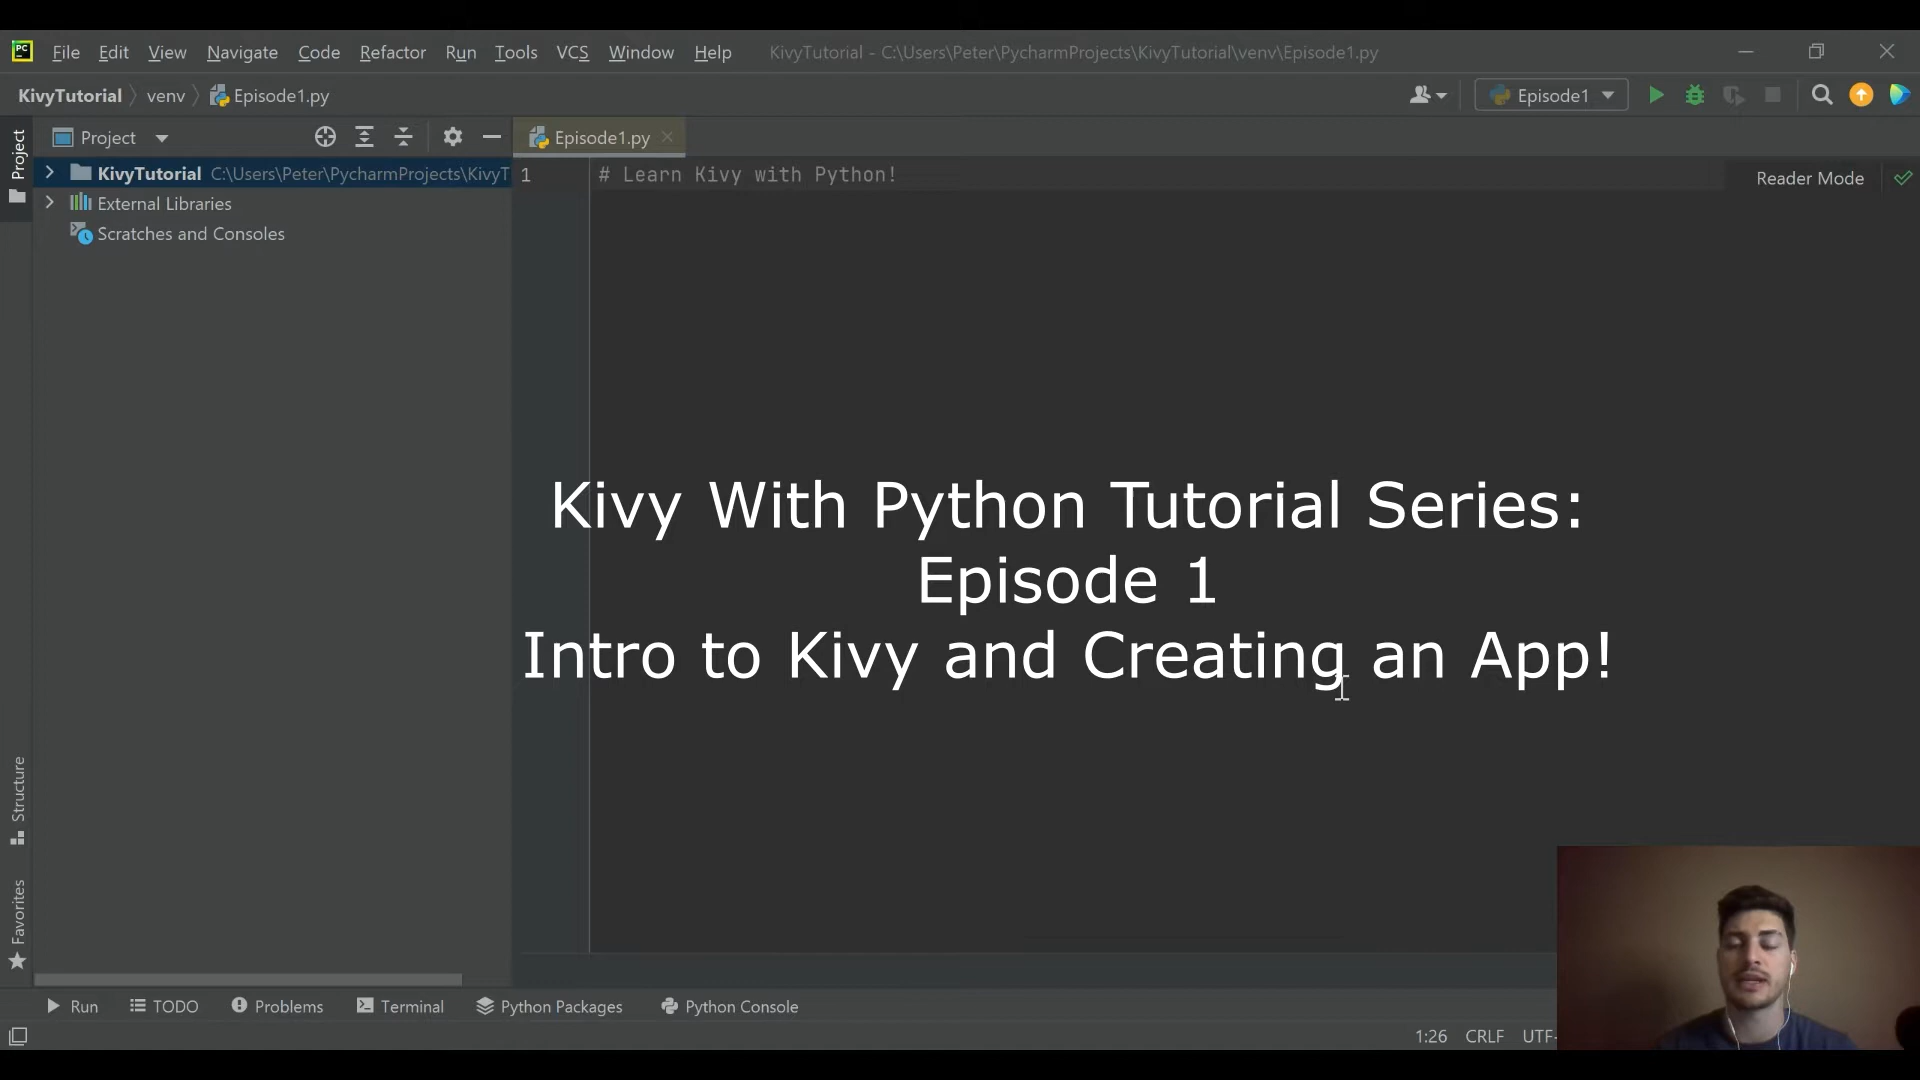 PC File Edit View Navigate Code Refactor Run Tools VCS Window Help KivyTutorial - C:\Users\Peter\PycharmProjects\KivyTutorial\venv\Episode1.py
KivyTutorial venv Episode1.py Episode1
Project Project Episode1.py
KivyTutorial C:\Users\Peter\PycharmProjects\KivyT 1 # Learn Kivy with Python! Reader Mode
External Libraries
Scratches and Consoles
Kivy With Python Tutorial Series:
Episode 1
Intro to Kivy and Creating an App!
Structure
Favorites
Run TODO Problems Terminal Python Packages Python Console
1:26 CRLF UTF-